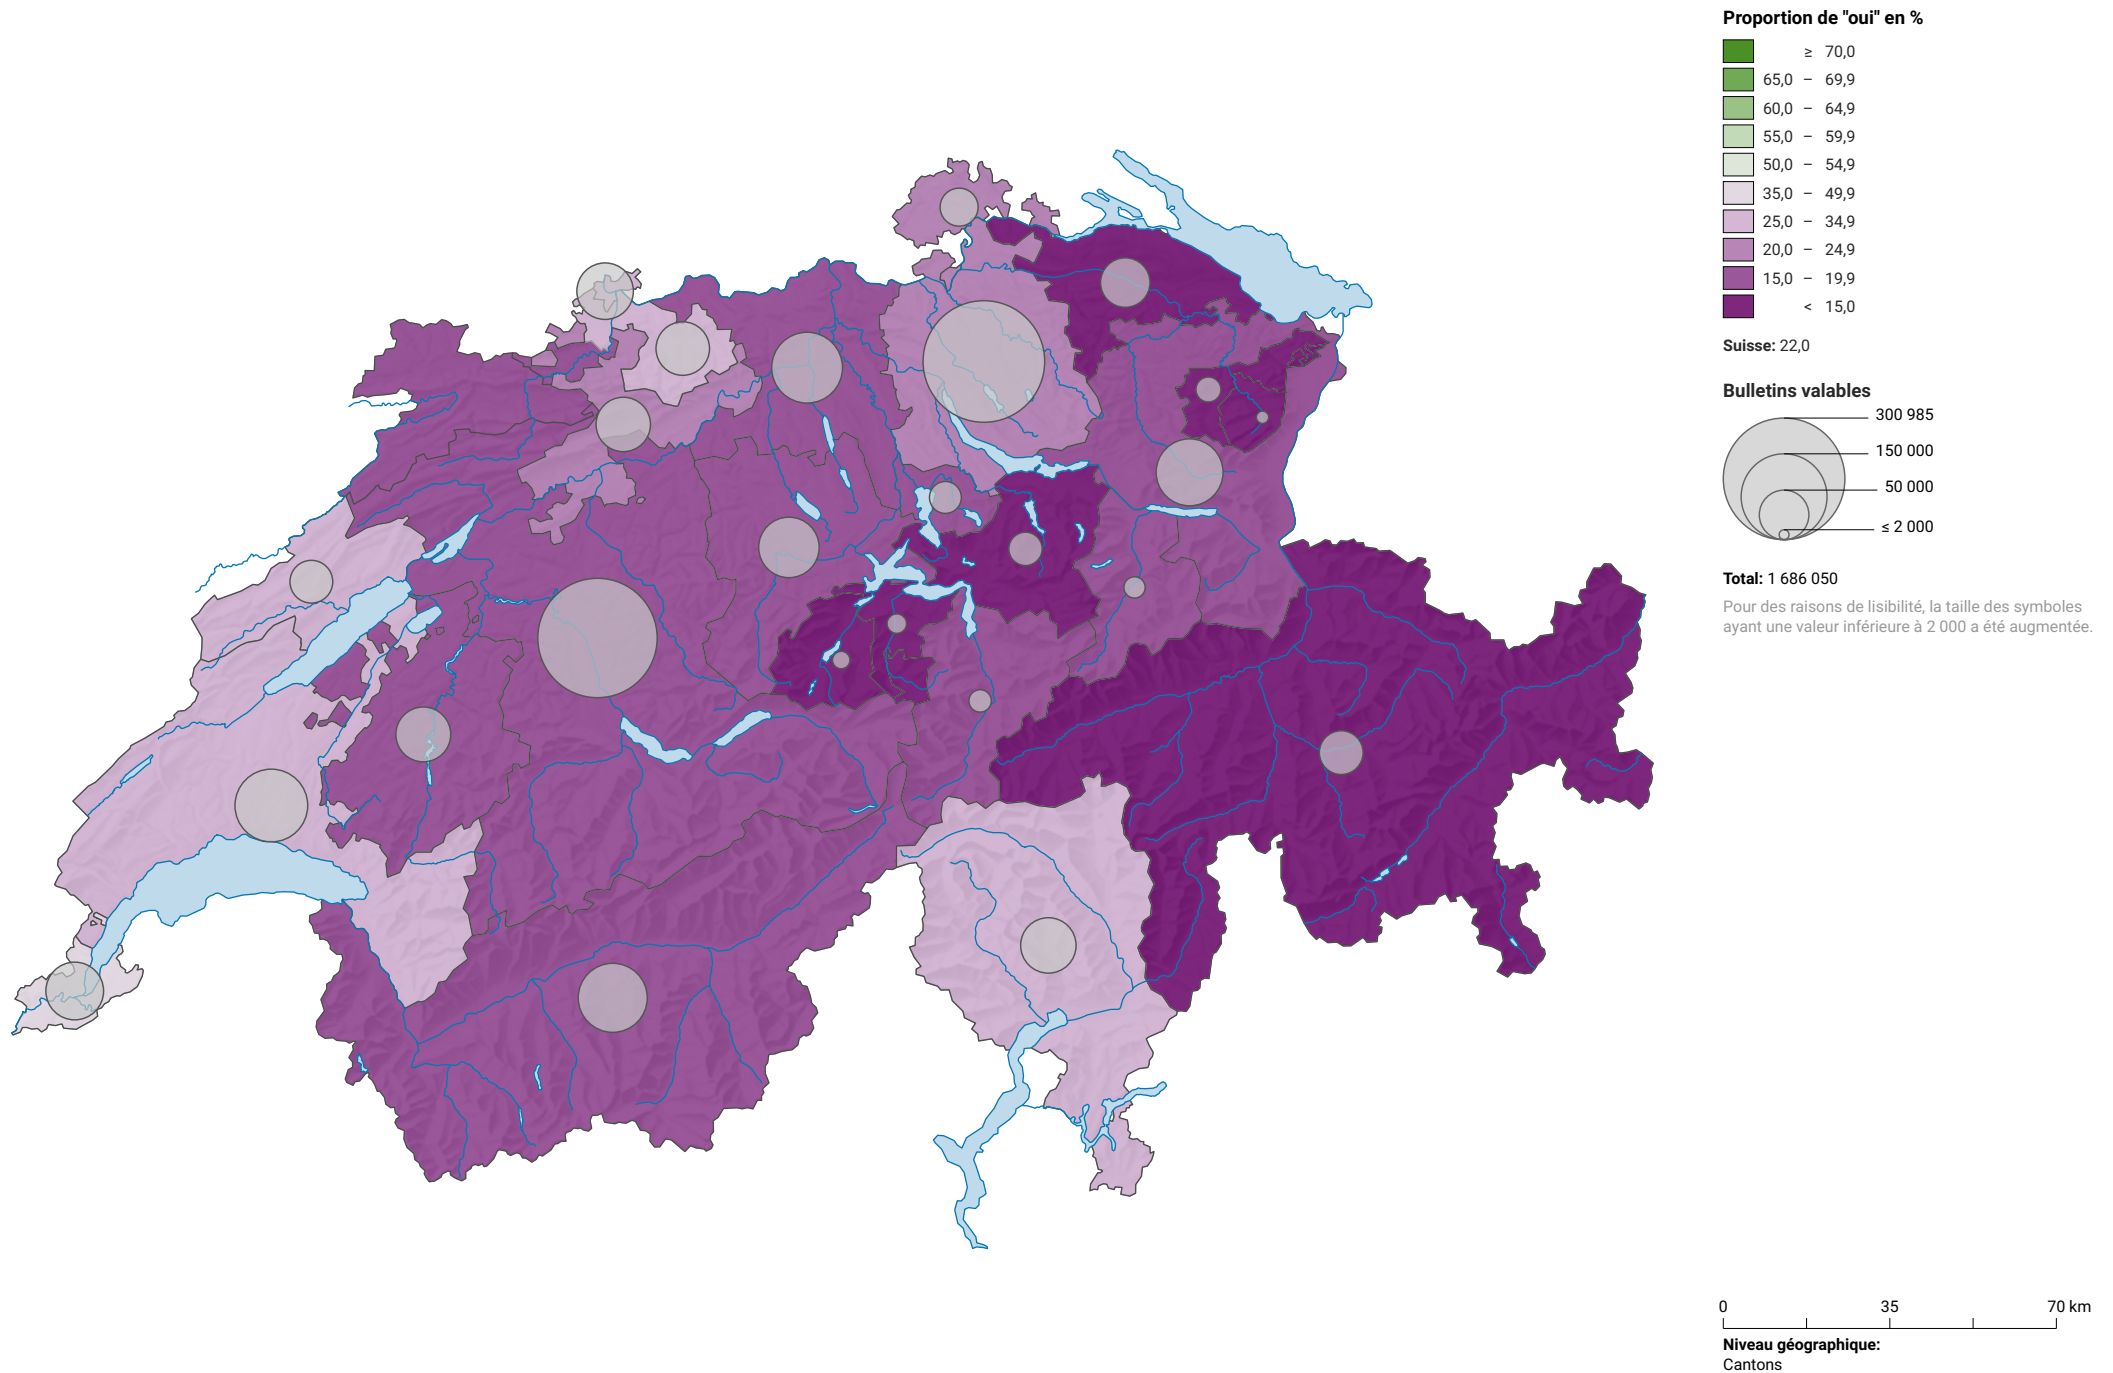 Proportion de "oui" en %
≥ 70,0
65,0 – 69,9
60,0 – 64,9
55,0 – 59,9
50,0 – 54,9
35,0 – 49,9
25,0 – 34,9
20,0 – 24,9
15,0 – 19,9
< 15,0
Suisse: 22,0
Bulletins valables
300 985
150 000
50 000
≤ 2 000
Total: 1 686 050
Pour des raisons de lisibilité, la taille des symboles
ayant une valeur inférieure à 2 000 a été augmentée.
0 35 70 km
Niveau géographique:
Cantons